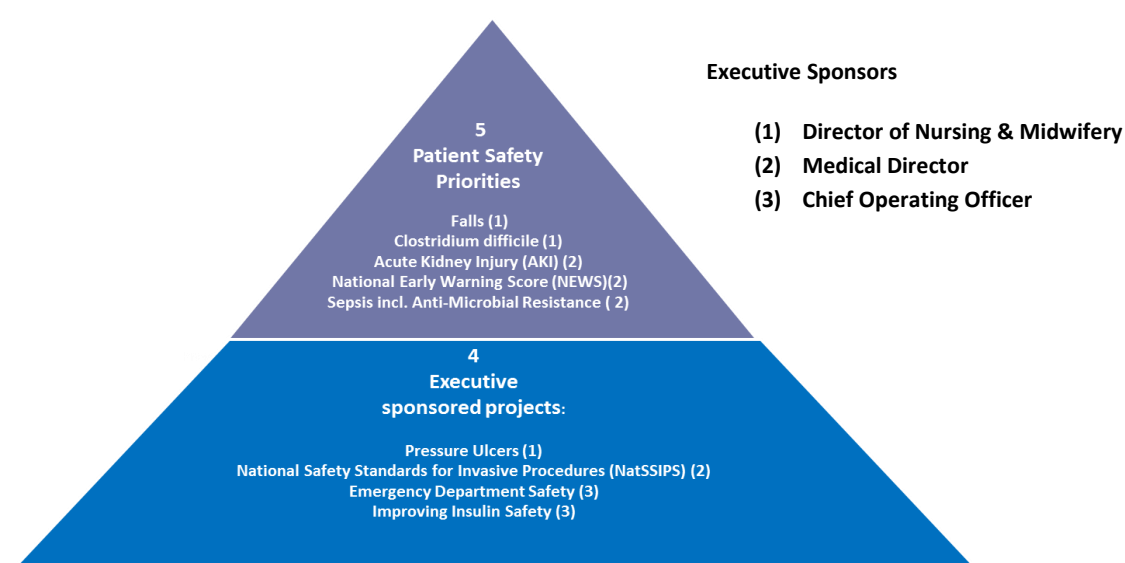 5
Patient Safety
Priorities
Falls (1)
Clostridium difficile (1)
Acute Kidney Injury (AKI) (2)
National Early Warning Score (NEWS)(2)
Sepsis incl. Anti-Microbial Resistance ( 2)
4
Executive
sponsored projects:
Pressure Ulcers (1)
National Safety Standards for Invasive Procedures (NatSSIPS) (2)
Emergency Department Safety (3)
Improving Insulin Safety (3)
Executive Sponsors
(1) Director of Nursing & Midwifery
(2) Medical Director
(3) Chief Operating Officer